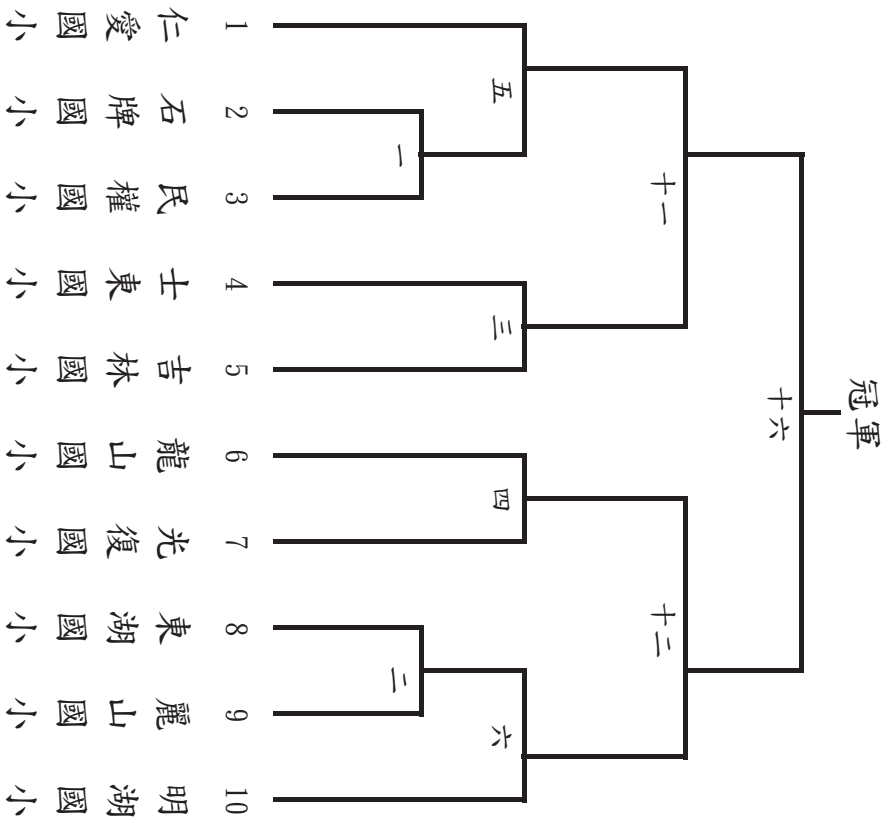 冠軍
十六
十一
十二
五
三
四
六
一
二
1 仁愛國小
2 石牌國小
3 民權國小
4 士東國小
5 吉林國小
6 龍山國小
7 光復國小
8 東湖國小
9 麗山國小
10 明湖國小